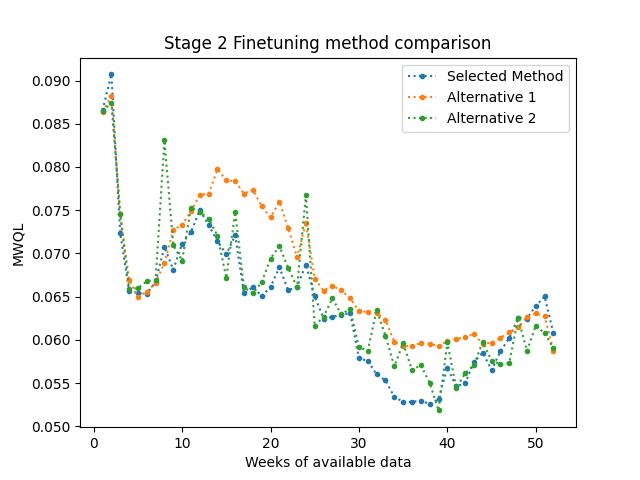 Stage 2 Finetuning method comparison
Selected Method
Alternative 1
Alternative 2
MWQL
0.090
0.085
0.080
0.075
0.070
0.065
0.060
0.055
0.050
0 10 20 30 40 50
Weeks of available data